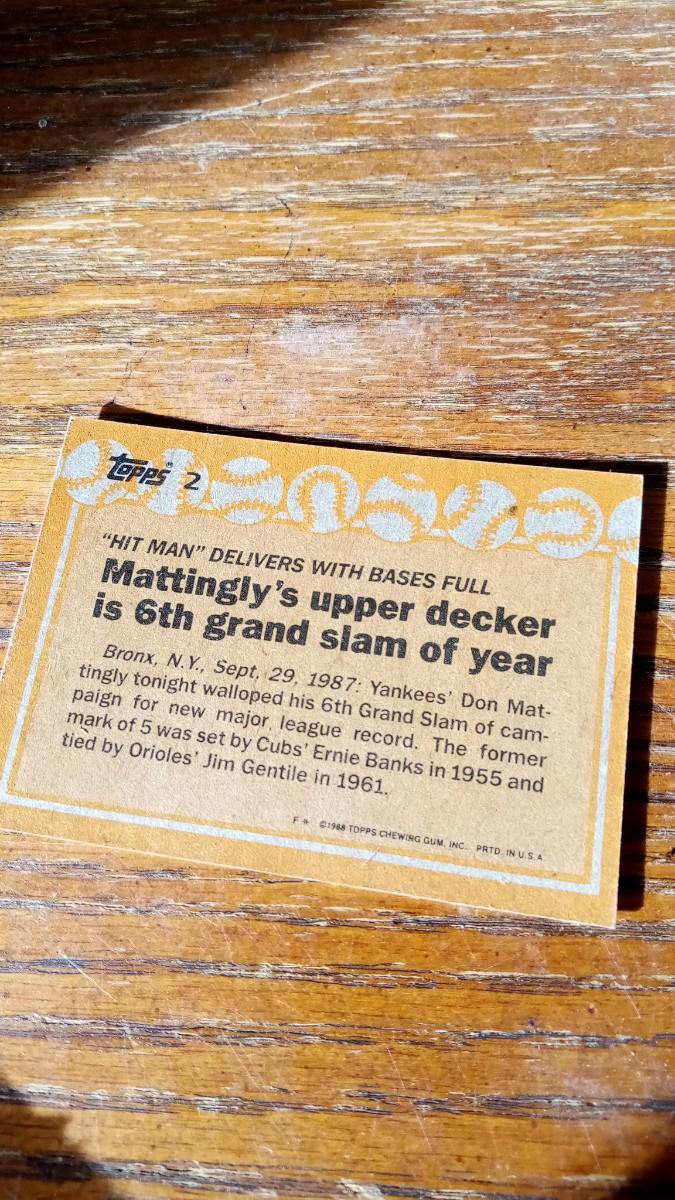 Topps® 2
"HIT MAN" DELIVERS WITH BASES FULL
Mattingly's upper decker
is 6th grand slam of year
Bronx, N.Y., Sept. 29, 1987: Yankees' Don Mat-
tingly tonight walloped his 6th Grand Slam of cam-
paign for new major league record. The former
mark of 5 was set by Cubs' Ernie Banks in 1955 and
tied by Orioles' Jim Gentile in 1961.
F * ©1988 TOPPS CHEWING GUM, INC. PRTD. IN U.S.A.